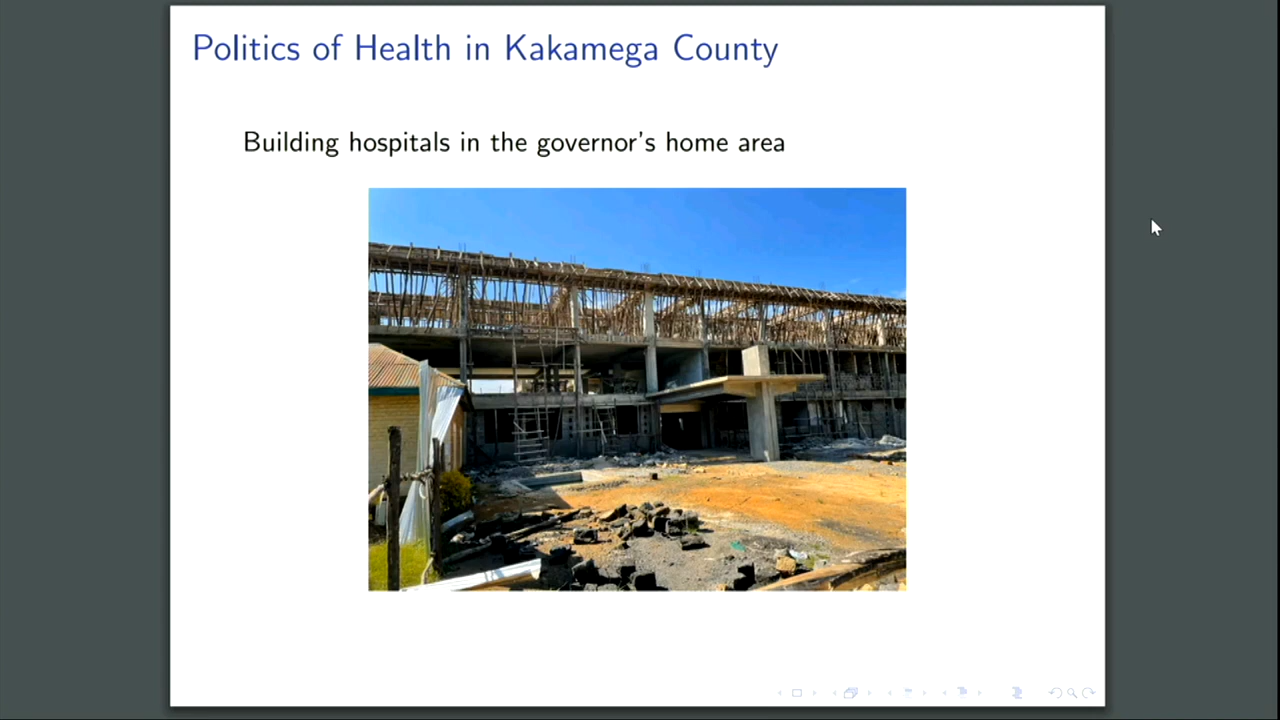 Politics of Health in Kakamega County
Building hospitals in the governor's home area